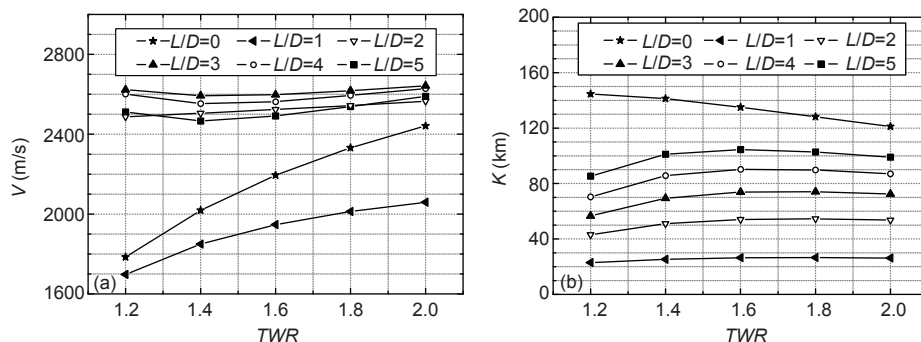 2800
2400
2000
1600
V (m/s)
L/D=0 L/D=1 L/D=2
L/D=3 L/D=4 L/D=5
(a)
1.2 1.4 1.6 1.8 2.0
TWR
200
160
120
80
40
0
K (km)
L/D=0 L/D=1 L/D=2
L/D=3 L/D=4 L/D=5
(b)
1.2 1.4 1.6 1.8 2.0
TWR